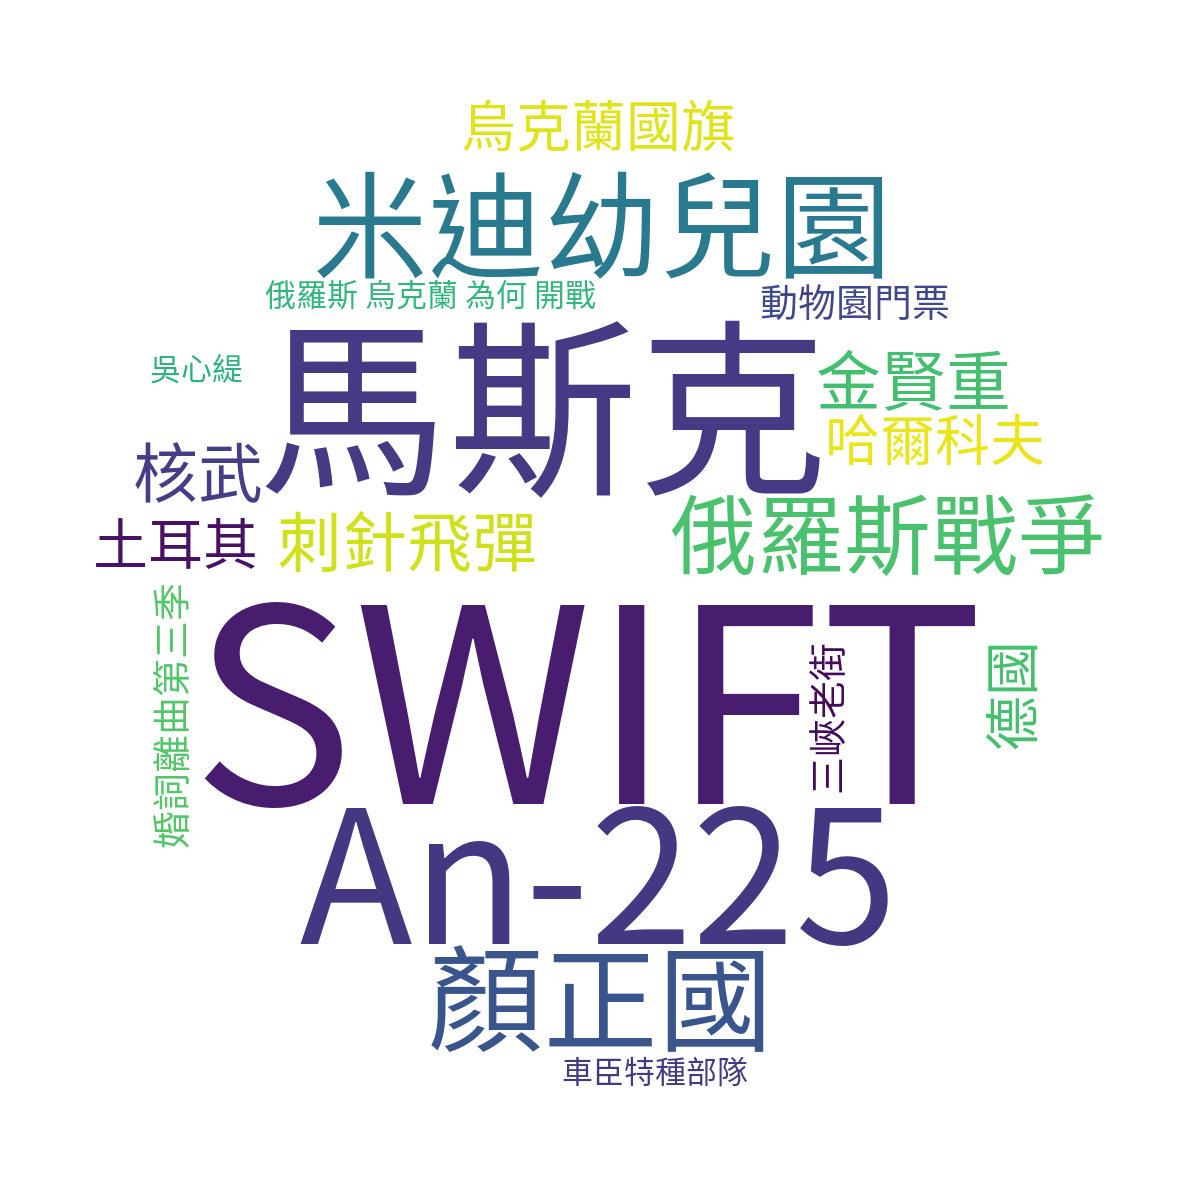 烏克蘭國旗
米迪幼兒園
俄羅斯 烏克蘭 為何 開戰
動物園門票
馬斯克
吳心緹
金賢重
哈爾科夫
核武
俄羅斯戰爭
土耳其
刺針飛彈
婚詞離曲第三季
SWIFT
三峽老街
德國
An-225
顏正國
車臣特種部隊